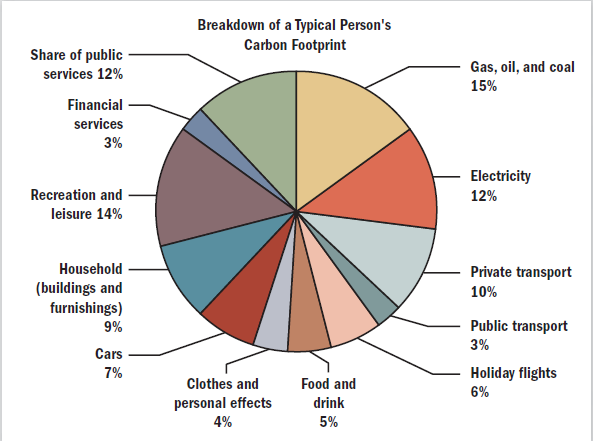 Breakdown of a Typical Person's
Carbon Footprint
Gas, oil, and coal
15%
Electricity
12%
Private transport
10%
Public transport
3%
Holiday flights
6%
Food and
drink
5%
Clothes and
personal effects
4%
Cars
7%
Household
(buildings and
furnishings)
9%
Recreation and
leisure 14%
Financial
services
3%
Share of public
services 12%